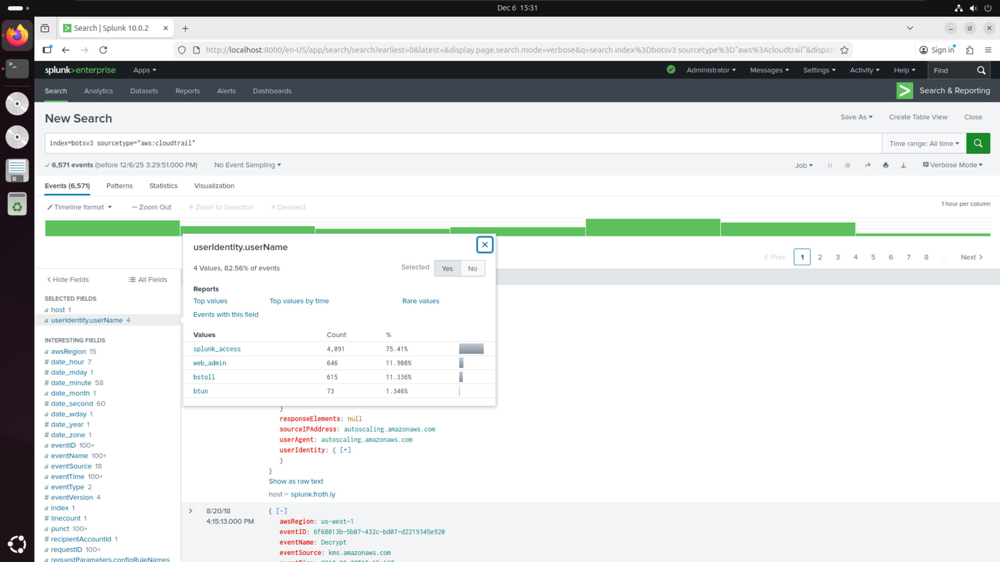 Dec 6 15:31
Search | Splunk 10.0.2
http://localhost:8000/en-US/app/search/search?earliest=0&latest=&display.page.search.mode=verbose&q=search index%3Dbotsv3 sourcetype%3D"aws%3Acloudtrail"&dispatc
Sign in
splunk>enterprise Apps Administrator Messages Settings Activity Help Find
Search Analytics Datasets Reports Alerts Dashboards Search & Reporting
New Search Save As Create Table View Close
index=botsv3 sourcetype="aws:cloudtrail" Time range: All time
6,571 events (before 12/6/25 3:29:51.000 PM) No Event Sampling Job Verbose Mode
Events (6,571) Patterns Statistics Visualization
Timeline format — Zoom Out + Zoom to Selection × Deselect 1 hour per column
< Prev 1 2 3 4 5 6 7 8 ... Next >
< Hide Fields All Fields
SELECTED FIELDS
a host 1
a userIdentity.userName 4
INTERESTING FIELDS
a awsRegion 15
# date_hour 7
# date_mday 1
# date_minute 58
a date_month 1
# date_second 60
a date_wday 1
# date_year 1
# date_zone 1
a eventID 100+
a eventName 100+
a eventSource 18
a eventTime 100+
a eventType 2
# eventVersion 4
a index 1
# linecount 1
a punct 100+
# recipientAccountId 1
a requestID 100+
a requestParameters.configRuleNames
userIdentity.userName
4 Values, 82.56% of events Selected Yes No
Reports
Top values Top values by time Rare values
Events with this field
Values Count %
splunk_access 4,091 75.41%
web_admin 646 11.908%
bstoll 615 11.336%
btun 73 1.346%
}
responseElements: null
sourceIPAddress: autoscaling.amazonaws.com
userAgent: autoscaling.amazonaws.com
userIdentity: { [+]
}
}
Show as raw text
host = splunk.froth.ly
8/20/18
4:15:13.000 PM
{ [-]
awsRegion: us-west-1
eventID: 6f68013b-5b07-432c-bd07-d2219345e920
eventName: Decrypt
eventSource: kms.amazonaws.com